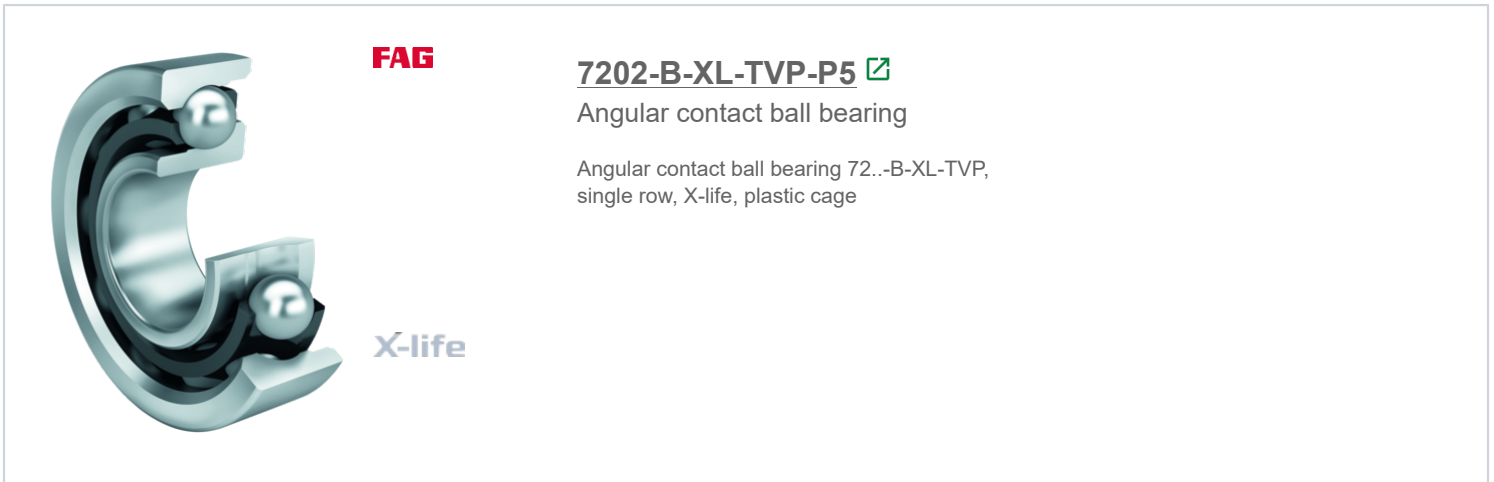 FAG
7202-B-XL-TVP-P5
Angular contact ball bearing
Angular contact ball bearing 72..-B-XL-TVP,
single row, X-life, plastic cage
X-life